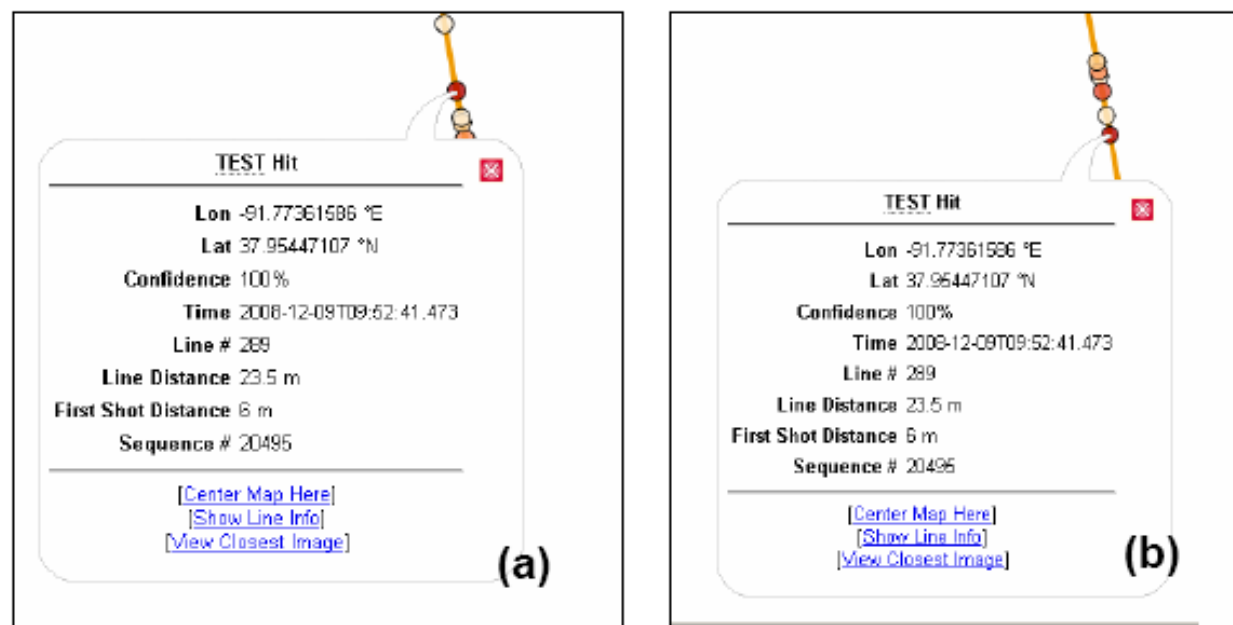 TEST Hit
Lon -91.77361586 °E
Lat 37.95447107 °N
Confidence 100%
Time 2008-12-09T09:52:41.473
Line # 289
Line Distance 23.5 m
First Shot Distance 6 m
Sequence # 20495
[Center Map Here]
[Show Line Info]
[View Closest Image]
(a)
TEST Hit
Lon -91.77361586 °E
Lat 37.95447107 °N
Confidence 100%
Time 2008-12-09T09:52:41.473
Line # 289
Line Distance 23.5 m
First Shot Distance 6 m
Sequence # 20495
[Center Map Here]
[Show Line Info]
[View Closest Image]
(b)